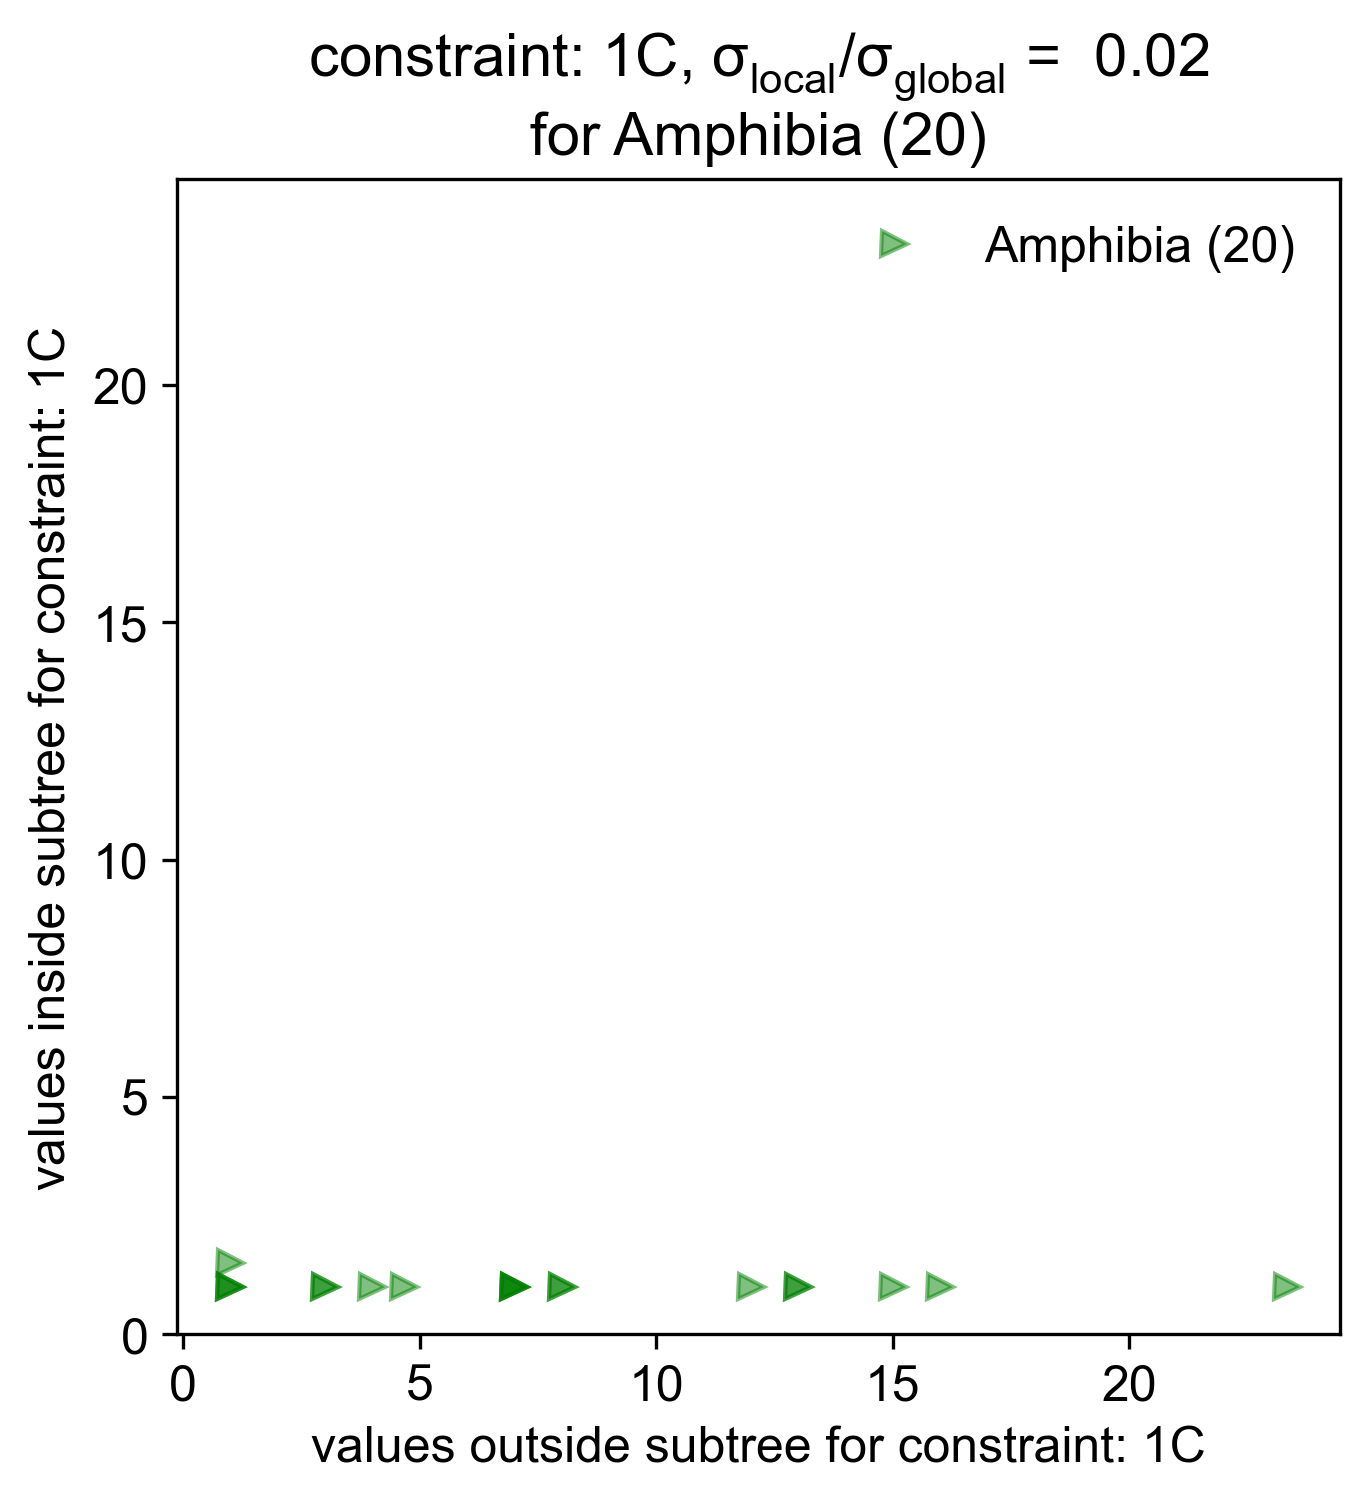 constraint: 1C, σlocal/σglobal = 0.02
for Amphibia (20)
Amphibia (20)
values inside subtree for constraint: 1C
20
15
10
5
0
0 5 10 15 20
values outside subtree for constraint: 1C